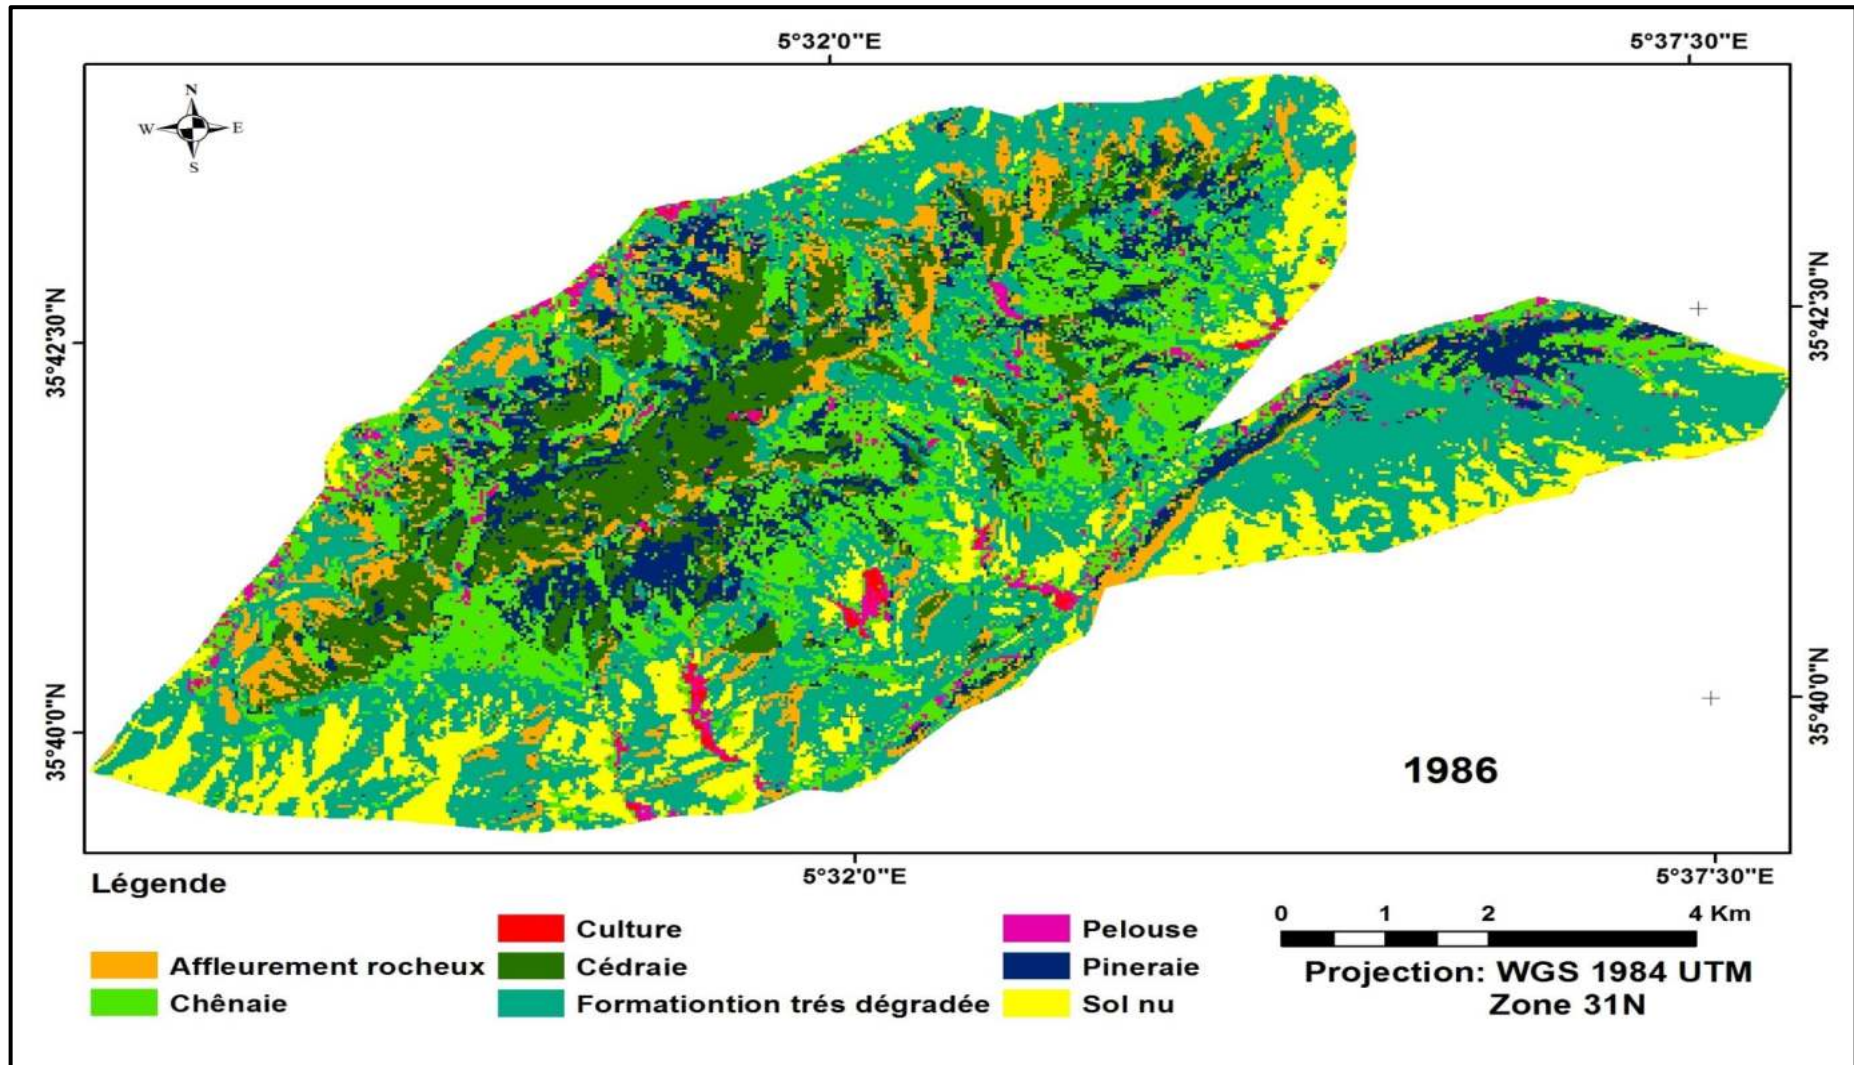 5°32'0"E
5°37'30"E
N
W
E
S
35°42'30"N
35°42'30"N
35°40'0"N
35°40'0"N
1986
5°32'0"E
5°37'30"E
Légende
Affleurement rocheux
Chênaie
Culture
Cédraie
Formationtion trés dégradée
Pelouse
Pineraie
Sol nu
0 1 2 4 Km
Projection: WGS 1984 UTM
Zone 31N